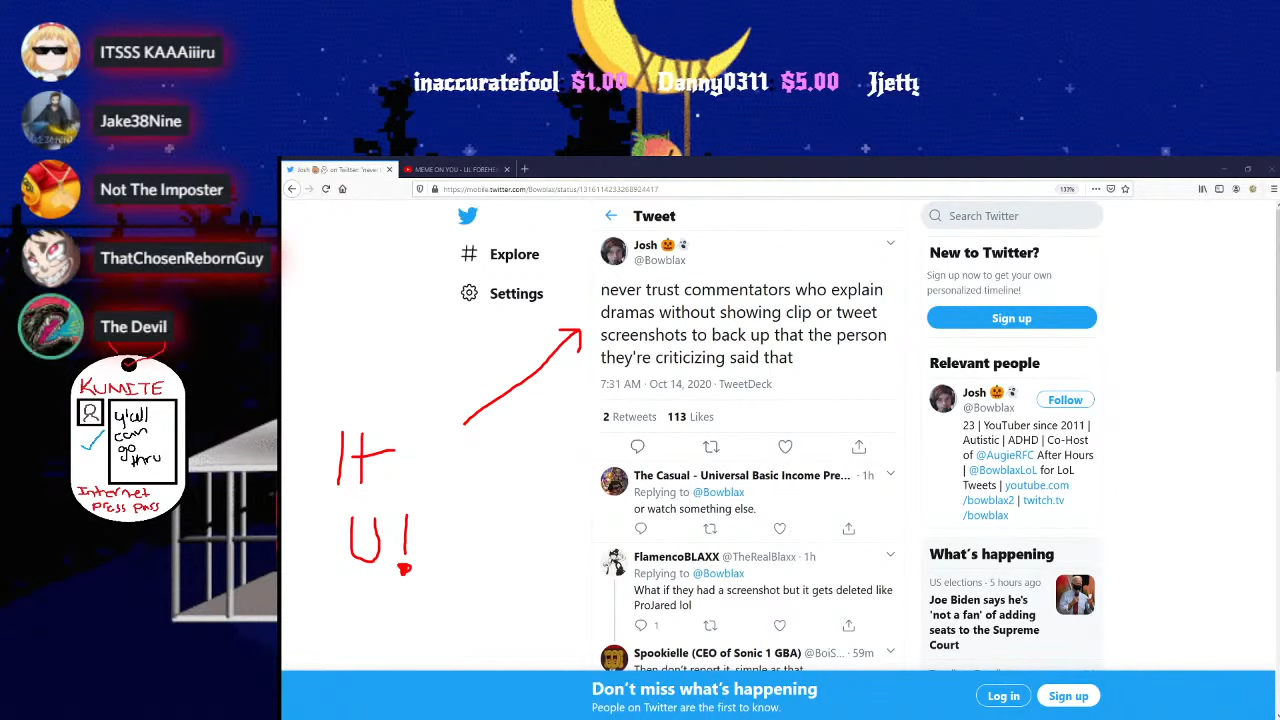 ITSSS KAAAiiiru
Jake38Nine
Not The Imposter
ThatChosenRebornGuy
The Devil
KUMITE
y'all
can
go
thru
Internet
Press Pass
inaccuratefool $1.00 Danny0311 $5.00 Jjetty
Josh on Twitter: "never
MEME ON YOU - LIL FOREHE
https://mobile.twitter.com/Bowblax/status/1316114233268924417
133%
Explore
Settings
It
U!
Tweet
Josh
@Bowblax
never trust commentators who explain
dramas without showing clip or tweet
screenshots to back up that the person
they're criticizing said that
7:31 AM · Oct 14, 2020 · TweetDeck
2 Retweets 113 Likes
The Casual - Universal Basic Income Pre... · 1h
Replying to @Bowblax
or watch something else.
FlamencoBLAXX @TheRealBlaxx · 1h
Replying to @Bowblax
What if they had a screenshot but it gets deleted like
ProJared lol
1
Spookielle (CEO of Sonic 1 GBA) @BoiS... · 59m
Then don't report it, simple as that
Search Twitter
New to Twitter?
Sign up now to get your own
personalized timeline!
Sign up
Relevant people
Josh
@Bowblax
Follow
23 | YouTuber since 2011 |
Autistic | ADHD | Co-Host
of @AugieRFC After Hours
| @BowblaxLoL for LoL
Tweets | youtube.com
/bowblax2 | twitch.tv
/bowblax
What's happening
US elections · 5 hours ago
Joe Biden says he's
'not a fan' of adding
seats to the Supreme
Court
Don't miss what's happening
People on Twitter are the first to know.
Log in
Sign up